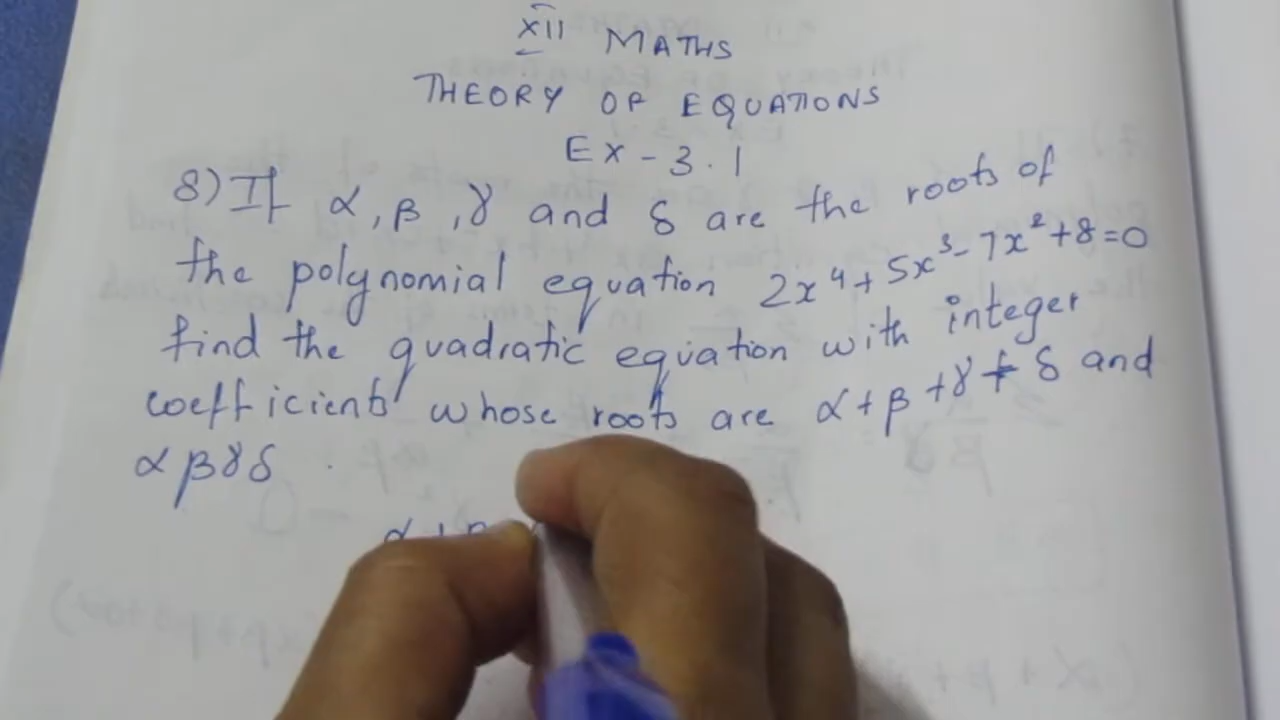 XII MATHS
THEORY OF EQUATIONS
Ex - 3.1
8) If α, β, γ and δ are the roots of
the polynomial equation 2x⁴ + 5x³ - 7x² + 8 = 0
find the quadratic equation with integer
coefficients whose roots are α + β + γ + δ and
αβγδ.
α + β